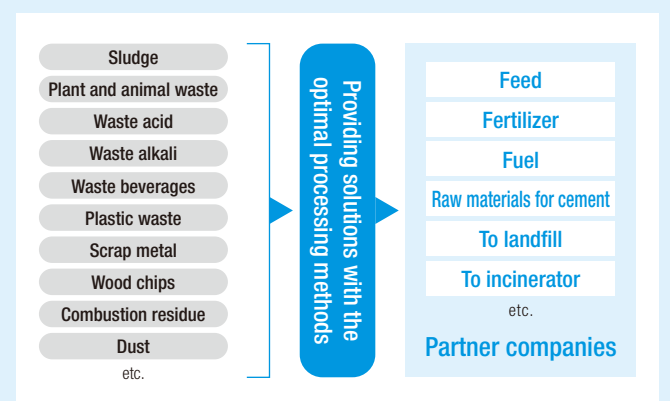 Sludge
Plant and animal waste
Waste acid
Waste alkali
Waste beverages
Plastic waste
Scrap metal
Wood chips
Combustion residue
Dust
etc.
Providing solutions with the
optimal processing methods
Feed
Fertilizer
Fuel
Raw materials for cement
To landfill
To incinerator
etc.
Partner companies